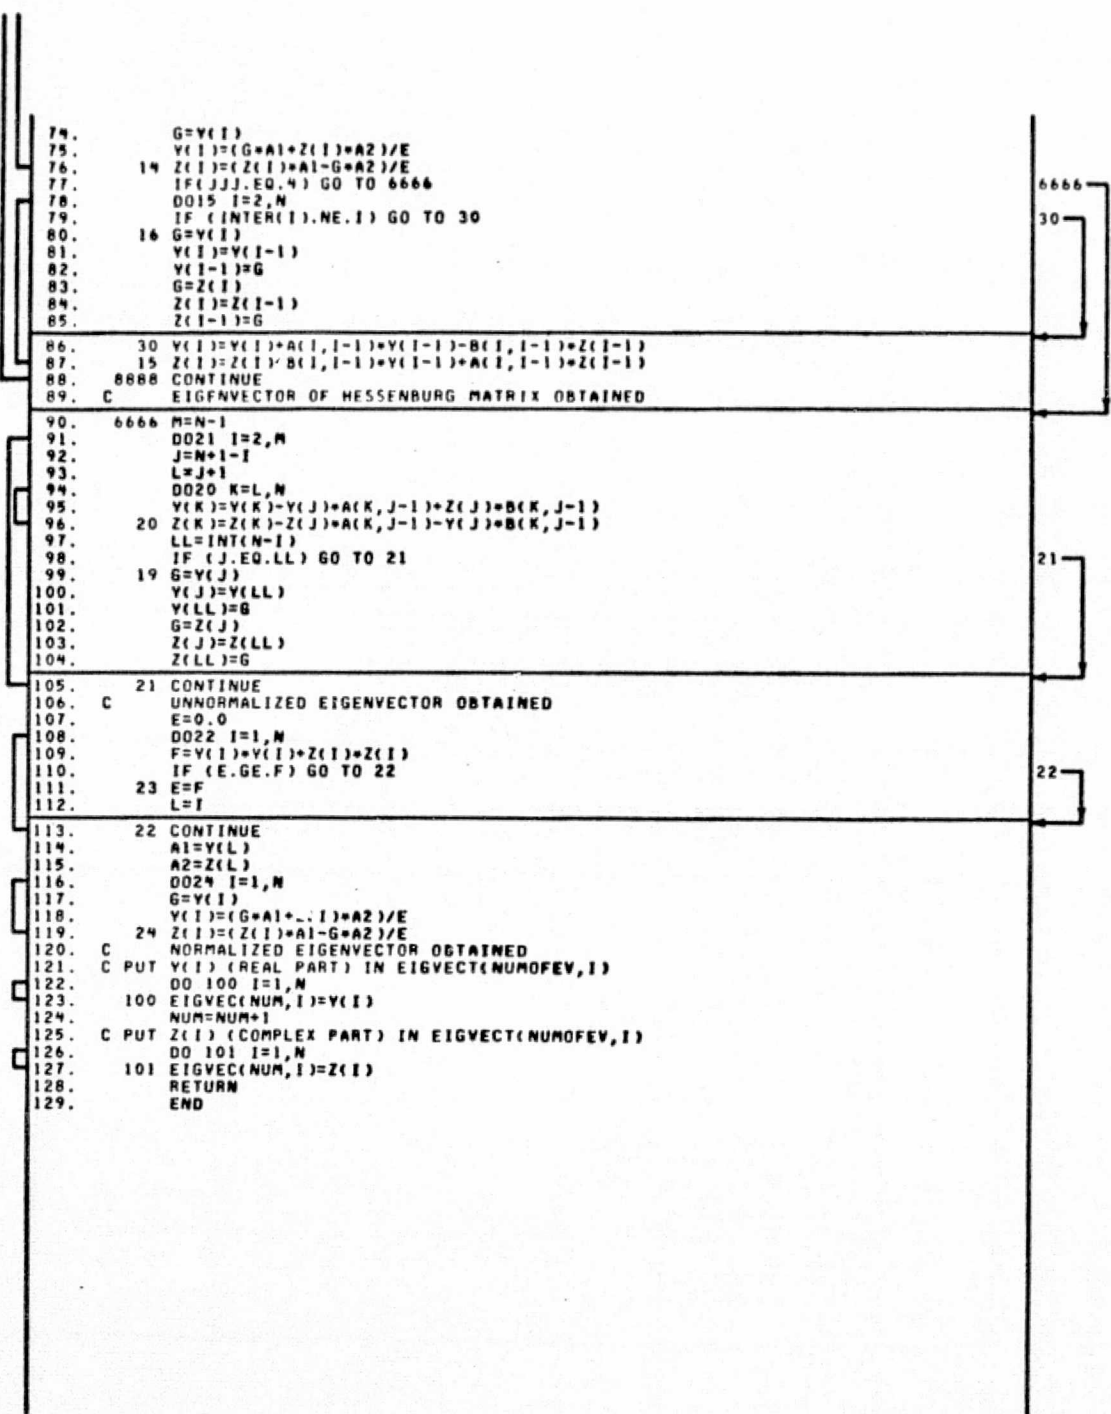 74. G=Y(I)
75. Y(I)=(G*A1+Z(I)*A2)/E
76. 14 Z(I)=(Z(I)*A1-G*A2)/E
77. IF(JJJ.EQ.4) GO TO 6666
6666
78. DO15 I=2,N
79. IF (INTER(I).NE.I) GO TO 30
30
80. 16 G=Y(I)
81. Y(I)=Y(I-1)
82. Y(I-1)=G
83. G=Z(I)
84. Z(I)=Z(I-1)
85. Z(I-1)=G
86. 30 Y(I)=Y(I)+A(I,I-1)*Y(I-1)-B(I,I-1)*Z(I-1)
87. 15 Z(I)=Z(I) B(I,I-1)*Y(I-1)+A(I,I-1)*Z(I-1)
88. 8888 CONTINUE
89. C EIGFNVECTOR OF HESSENBURG MATRIX OBTAINED
90. 6666 M=N-1
91. DO21 I=2,M
92. J=N+1-I
93. L=J+1
94. DO20 K=L,N
95. Y(K)=Y(K)-Y(J)*A(K,J-1)+Z(J)*B(K,J-1)
96. 20 Z(K)=Z(K)-Z(J)*A(K,J-1)-Y(J)*B(K,J-1)
97. LL=INT(N-I)
98. IF (J.EQ.LL) GO TO 21
21
99. 19 G=Y(J)
100. Y(J)=Y(LL)
101. Y(LL)=G
102. G=Z(J)
103. Z(J)=Z(LL)
104. Z(LL)=G
105. 21 CONTINUE
106. C UNNORMALIZED EIGENVECTOR OBTAINED
107. E=0.0
108. DO22 I=1,N
109. F=Y(I)*Y(I)+Z(I)*Z(I)
110. IF (E.GE.F) GO TO 22
22
111. 23 E=F
112. L=I
113. 22 CONTINUE
114. A1=Y(L)
115. A2=Z(L)
116. DO24 I=1,N
117. G=Y(I)
118. Y(I)=(G*A1+ I)*A2)/E
119. 24 Z(I)=(Z(I)*A1-G*A2)/E
120. C NORMALIZED EIGENVECTOR OBTAINED
121. C PUT Y(I) (REAL PART) IN EIGVECT(NUMOFEV,I)
122. DO 100 I=1,N
123. 100 EIGVEC(NUM,I)=Y(I)
124. NUM=NUM+1
125. C PUT Z(I) (COMPLEX PART) IN EIGVECT(NUMOFEV,I)
126. DO 101 I=1,N
127. 101 EIGVEC(NUM,I)=Z(I)
128. RETURN
129. END